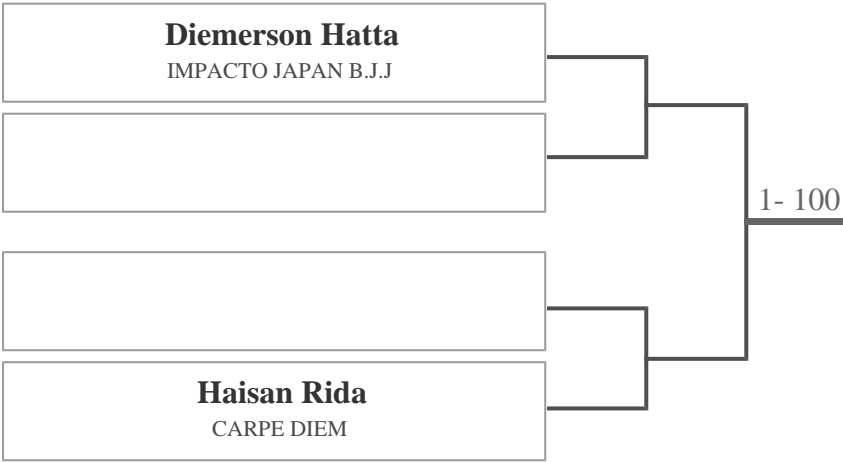 Diemerson Hatta
IMPACTO JAPAN B.J.J
1- 100
Haisan Rida
CARPE DIEM